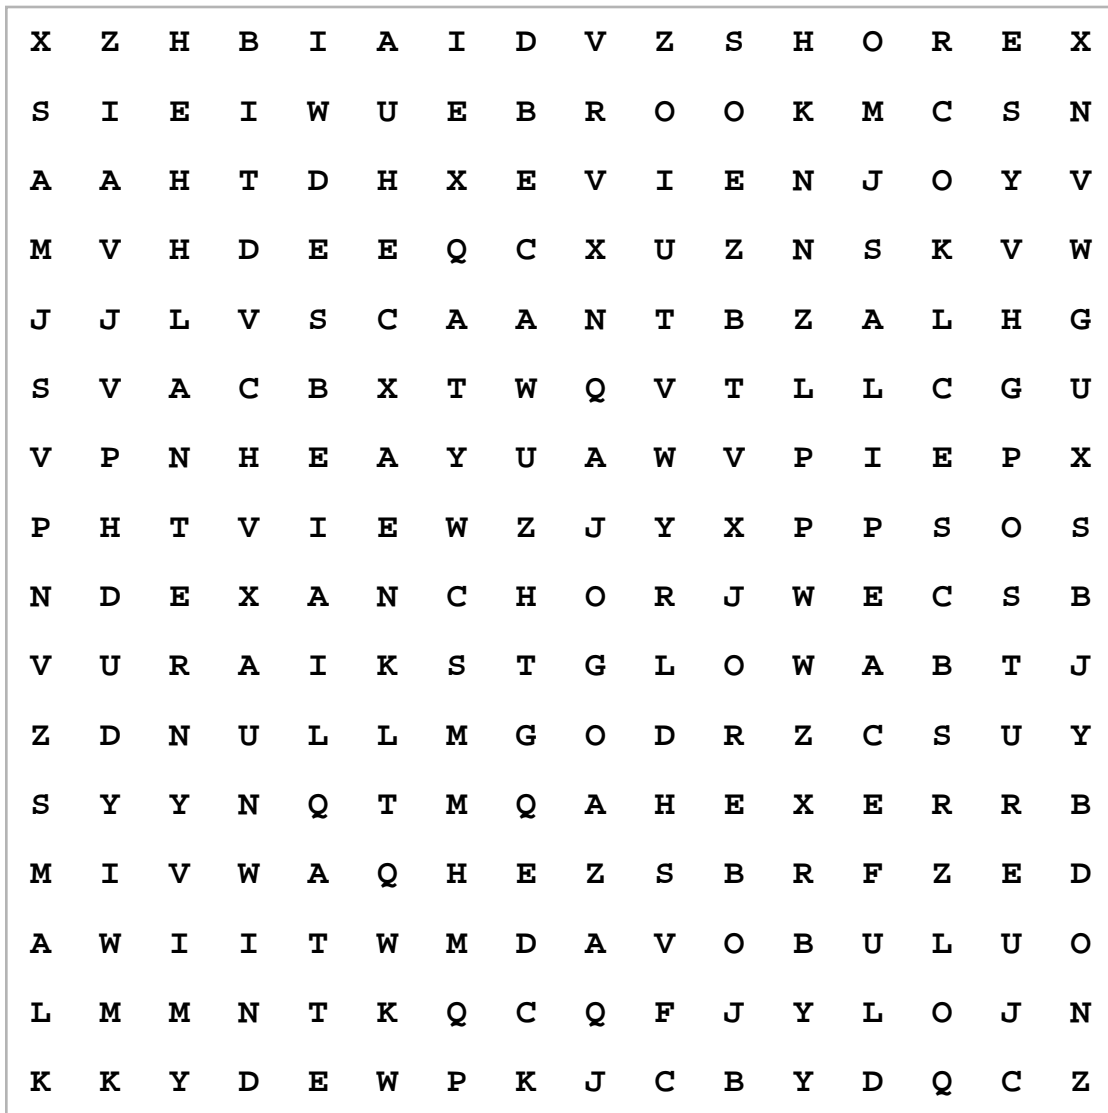 X Z H B I A I D V Z S H O R E X
S I E I W U E B R O O K M C S N
A A H T D H X E V I E N J O Y V
M V H D E E Q C X U Z N S K V W
J J L V S C A A N T B Z A L H G
S V A C B X T W Q V T L L C G U
V P N H E A Y U A W V P I E P X
P H T V I E W Z J Y X P P S O S
N D E X A N C H O R J W E C S B
V U R A I K S T G L O W A B T J
Z D N U L L M G O D R Z C S U Y
S Y Y N Q T M Q A H E X E R R B
M I V W A Q H E Z S B R F Z E D
A W I I T W M D A V O B U L U O
L M M N T K Q C Q F J Y L O J N
K K Y D E W P K J C B Y D Q C Z